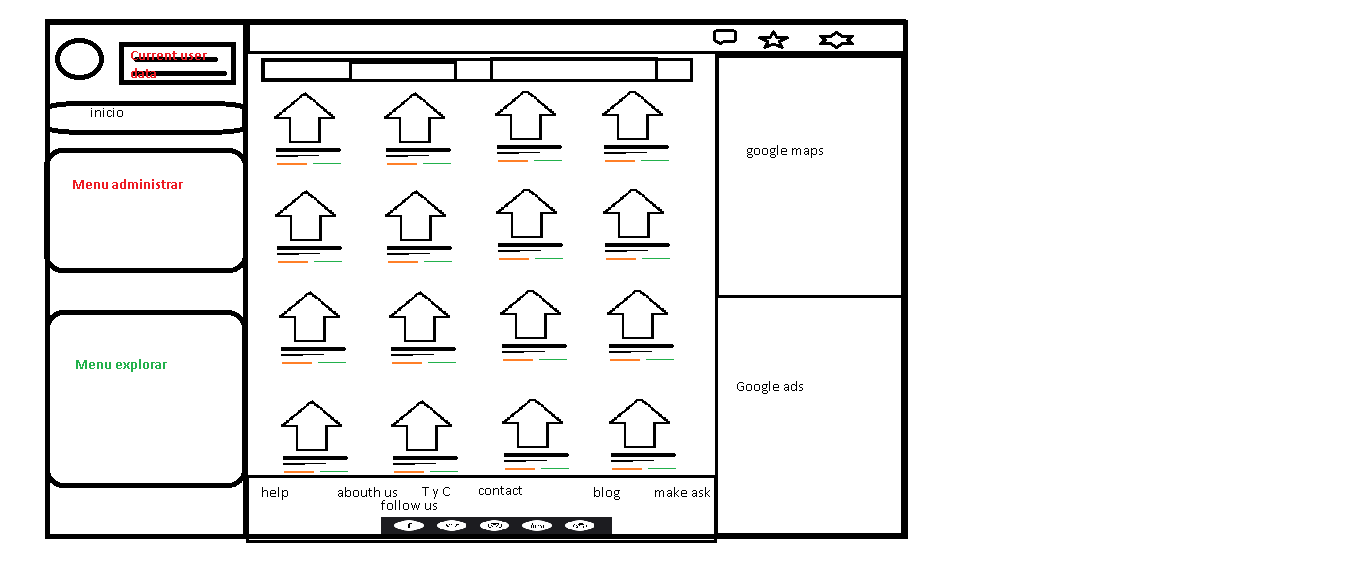 Current user
data
inicio
Menu administrar
Menu explorar
google maps
Google ads
help
abouth us
T y C
contact
blog
make ask
follow us
f